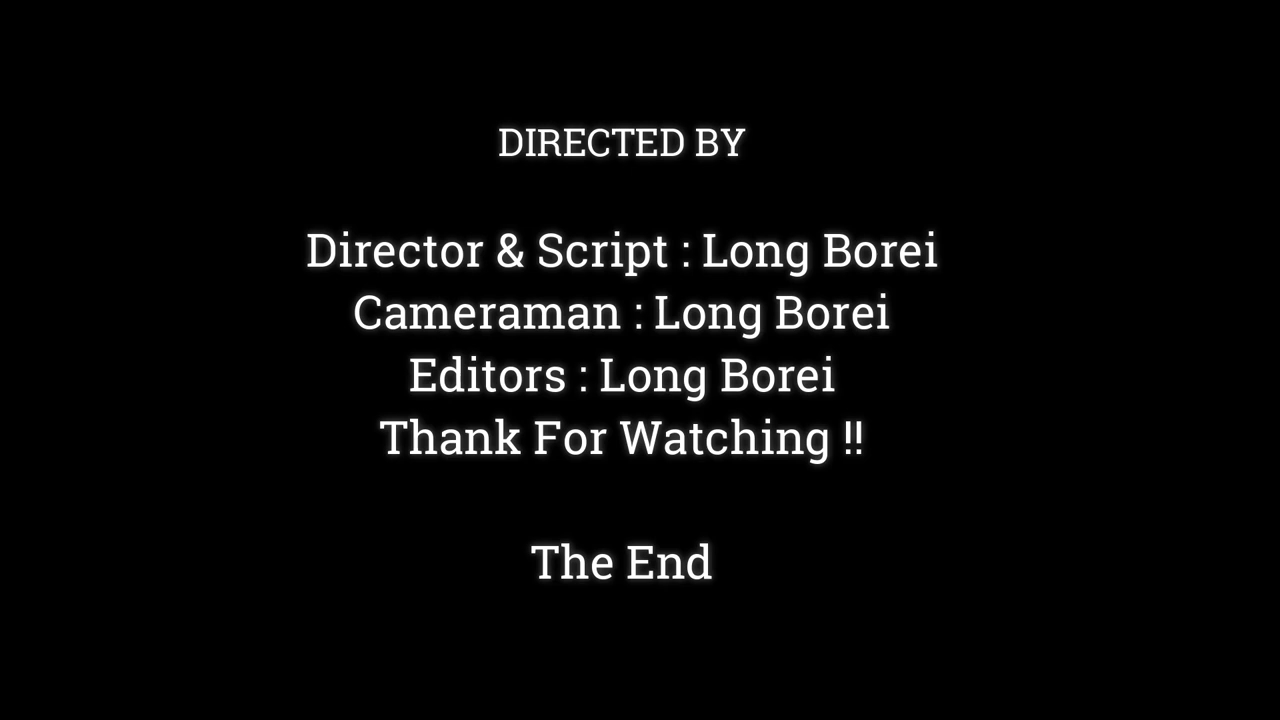 DIRECTED BY
Director & Script : Long Borei
Cameraman : Long Borei
Editors : Long Borei
Thank For Watching !!
The End